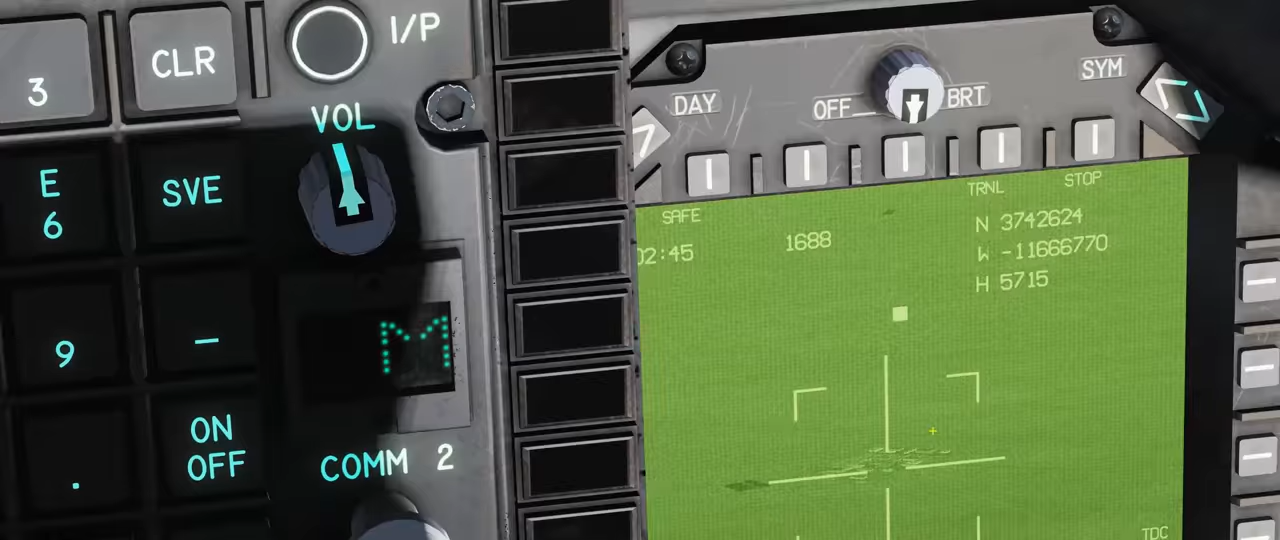 3
CLR
I/P
VOL
E
6
SVE
9
–
M
.
ON
OFF
COMM 2
DAY
OFF
BRT
SYM
SAFE
02:45
1688
TRNL
STOP
N 3742624
W -11666770
H 5715
TDC